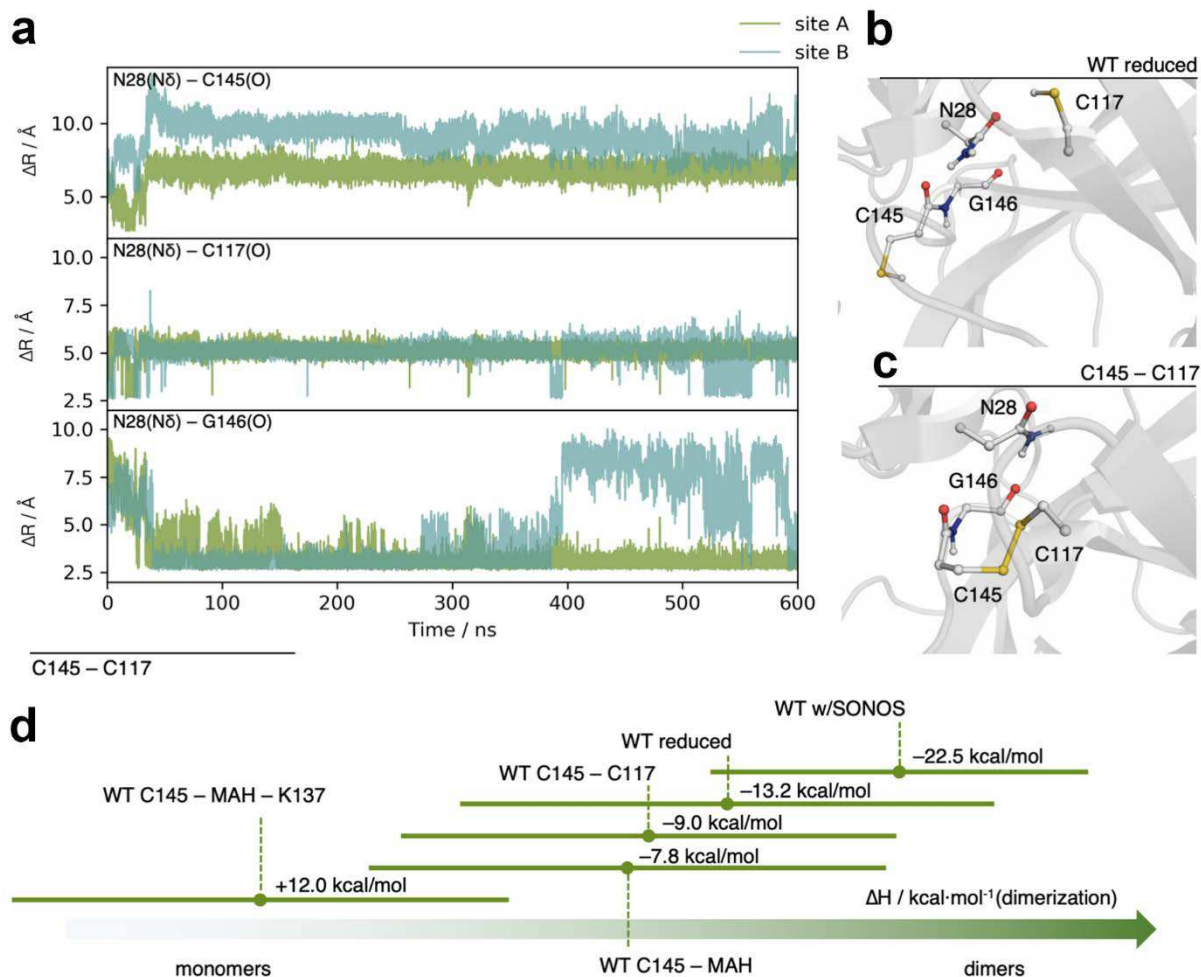 a
site A
site B
N28(Nδ) – C145(O)
ΔR / Å
10.0
5.0
N28(Nδ) – C117(O)
ΔR / Å
10.0
7.5
5.0
2.5
N28(Nδ) – G146(O)
ΔR / Å
10.0
7.5
5.0
2.5
0 100 200 300 400 500 600
Time / ns
C145 – C117
b
WT reduced
N28
C117
C145
G146
c
C145 – C117
N28
G146
C117
C145
d
WT w/SONOS
WT reduced
–22.5 kcal/mol
WT C145 – C117
WT C145 – MAH – K137
–13.2 kcal/mol
–9.0 kcal/mol
–7.8 kcal/mol
+12.0 kcal/mol
ΔH / kcal·mol⁻¹(dimerization)
monomers
WT C145 – MAH
dimers